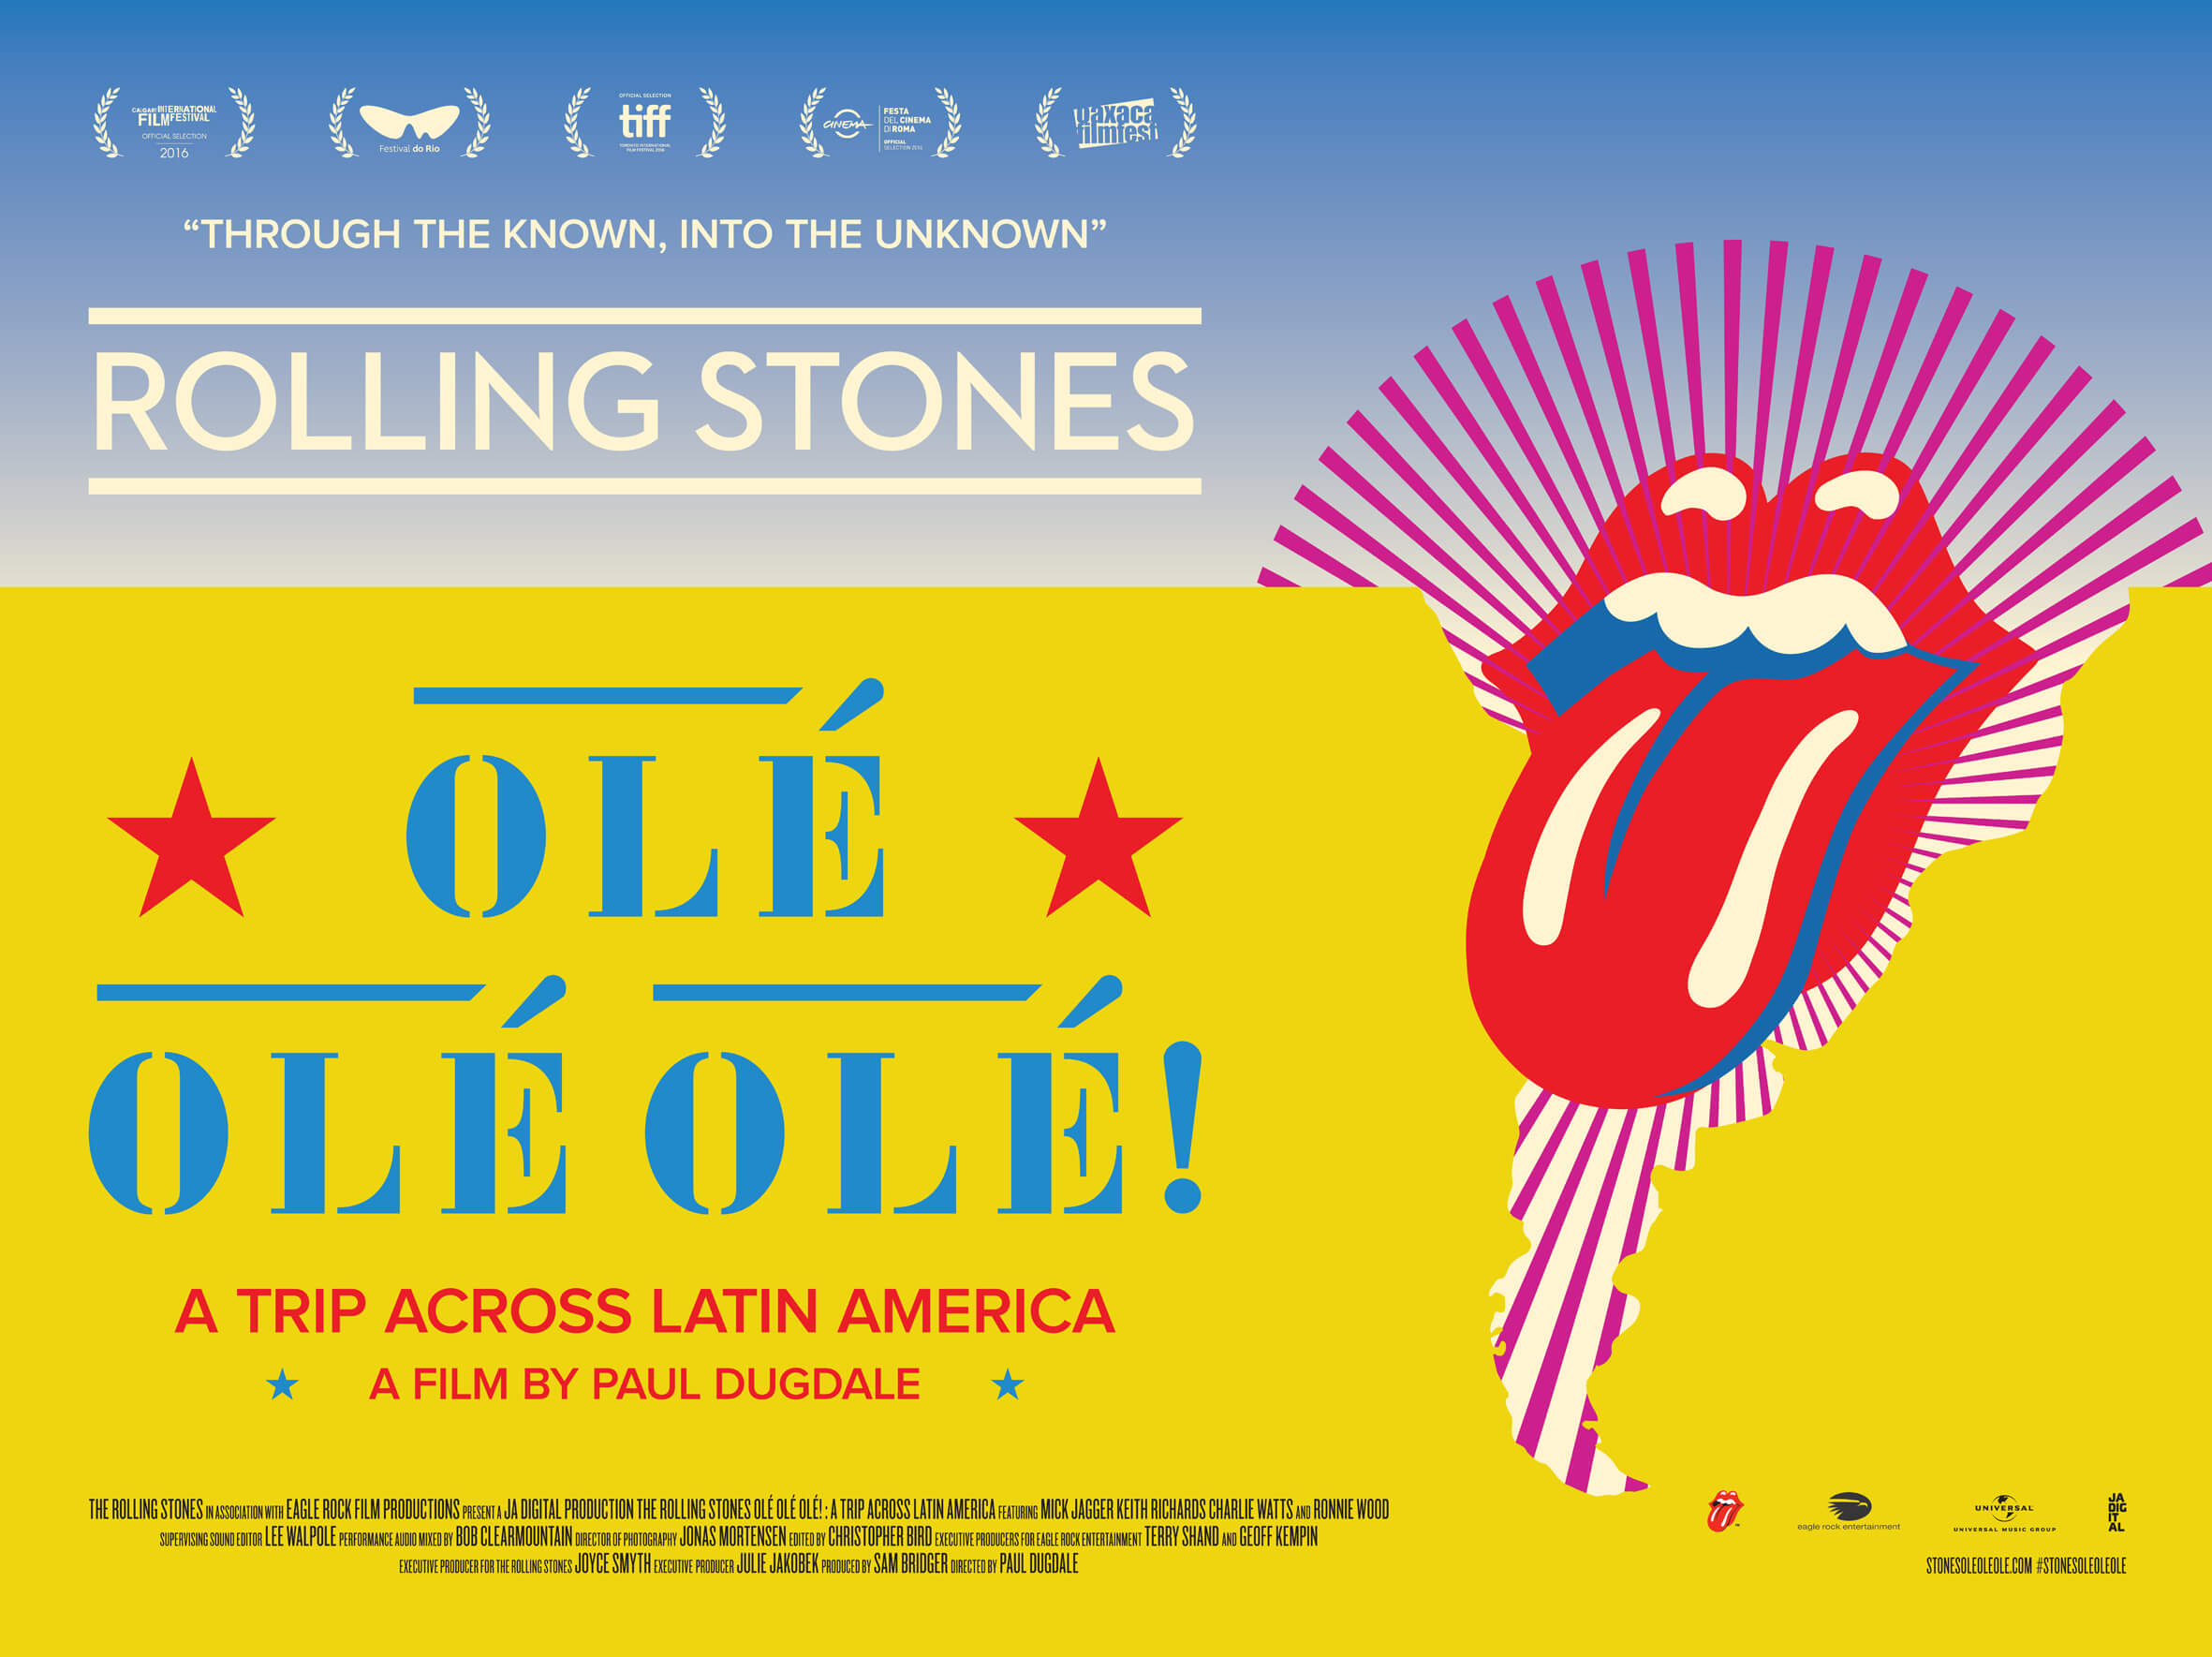 CALGARY INTERNATIONAL
FILM FESTIVAL
OFFICIAL SELECTION
2016
Festival do Rio
OFFICIAL SELECTION
tiff
TORONTO INTERNATIONAL
FILM FESTIVAL 2016
CINEMA
FESTA
DEL CINEMA
DI ROMA
OFFICIAL
SELECTION 2016
oaxaca
filmfest
“THROUGH THE KNOWN, INTO THE UNKNOWN”
ROLLING STONES
OLÉ
OLÉ OLÉ!
A TRIP ACROSS LATIN AMERICA
A FILM BY PAUL DUGDALE
THE ROLLING STONES IN ASSOCIATION WITH EAGLE ROCK FILM PRODUCTIONS PRESENT A JA DIGITAL PRODUCTION THE ROLLING STONES OLÉ OLÉ OLÉ! : A TRIP ACROSS LATIN AMERICA FEATURING MICK JAGGER KEITH RICHARDS CHARLIE WATTS AND RONNIE WOOD
SUPERVISING SOUND EDITOR LEE WALPOLE PERFORMANCE AUDIO MIXED BY BOB CLEARMOUNTAIN DIRECTOR OF PHOTOGRAPHY JONAS MORTENSEN EDITED BY CHRISTOPHER BIRD EXECUTIVE PRODUCERS FOR EAGLE ROCK ENTERTAINMENT TERRY SHAND AND GEOFF KEMPIN
EXECUTIVE PRODUCER FOR THE ROLLING STONES JOYCE SMYTH EXECUTIVE PRODUCER JULIE JAKOBEK PRODUCED BY SAM BRIDGER DIRECTED BY PAUL DUGDALE
eagle rock entertainment
UNIVERSAL
UNIVERSAL MUSIC GROUP
JA
DIG
IT
AL
STONESOLEOLEOLE.COM #STONESOLEOLEOLE